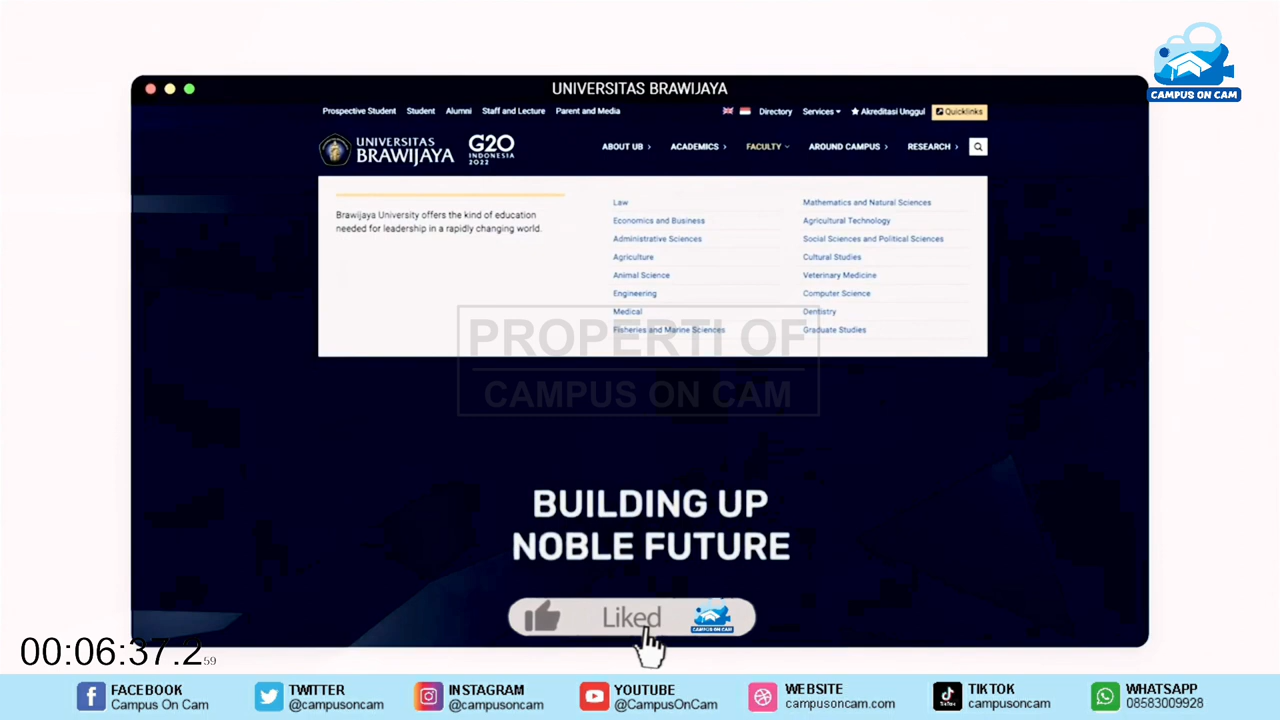 CAMPUS ON CAM
UNIVERSITAS BRAWIJAYA
Prospective Student Student Alumni Staff and Lecture Parent and Media Directory Services Akreditasi Unggul Quicklinks
UNIVERSITAS
BRAWIJAYA
G20
INDONESIA
2022
ABOUT UB ACADEMICS FACULTY AROUND CAMPUS RESEARCH
Brawijaya University offers the kind of education
needed for leadership in a rapidly changing world.
Law
Economics and Business
Administrative Sciences
Agriculture
Animal Science
Engineering
Medical
Fisheries and Marine Sciences
Mathematics and Natural Sciences
Agricultural Technology
Social Sciences and Political Sciences
Cultural Studies
Veterinary Medicine
Computer Science
Dentistry
Graduate Studies
PROPERTI OF
CAMPUS ON CAM
BUILDING UP
NOBLE FUTURE
Liked
CAMPUS ON CAM
00:06:37.259
FACEBOOK
Campus On Cam
TWITTER
@campusoncam
INSTAGRAM
@campusoncam
YOUTUBE
@CampusOnCam
WEBSITE
campusoncam.com
TIKTOK
campusoncam
WHATSAPP
08583009928